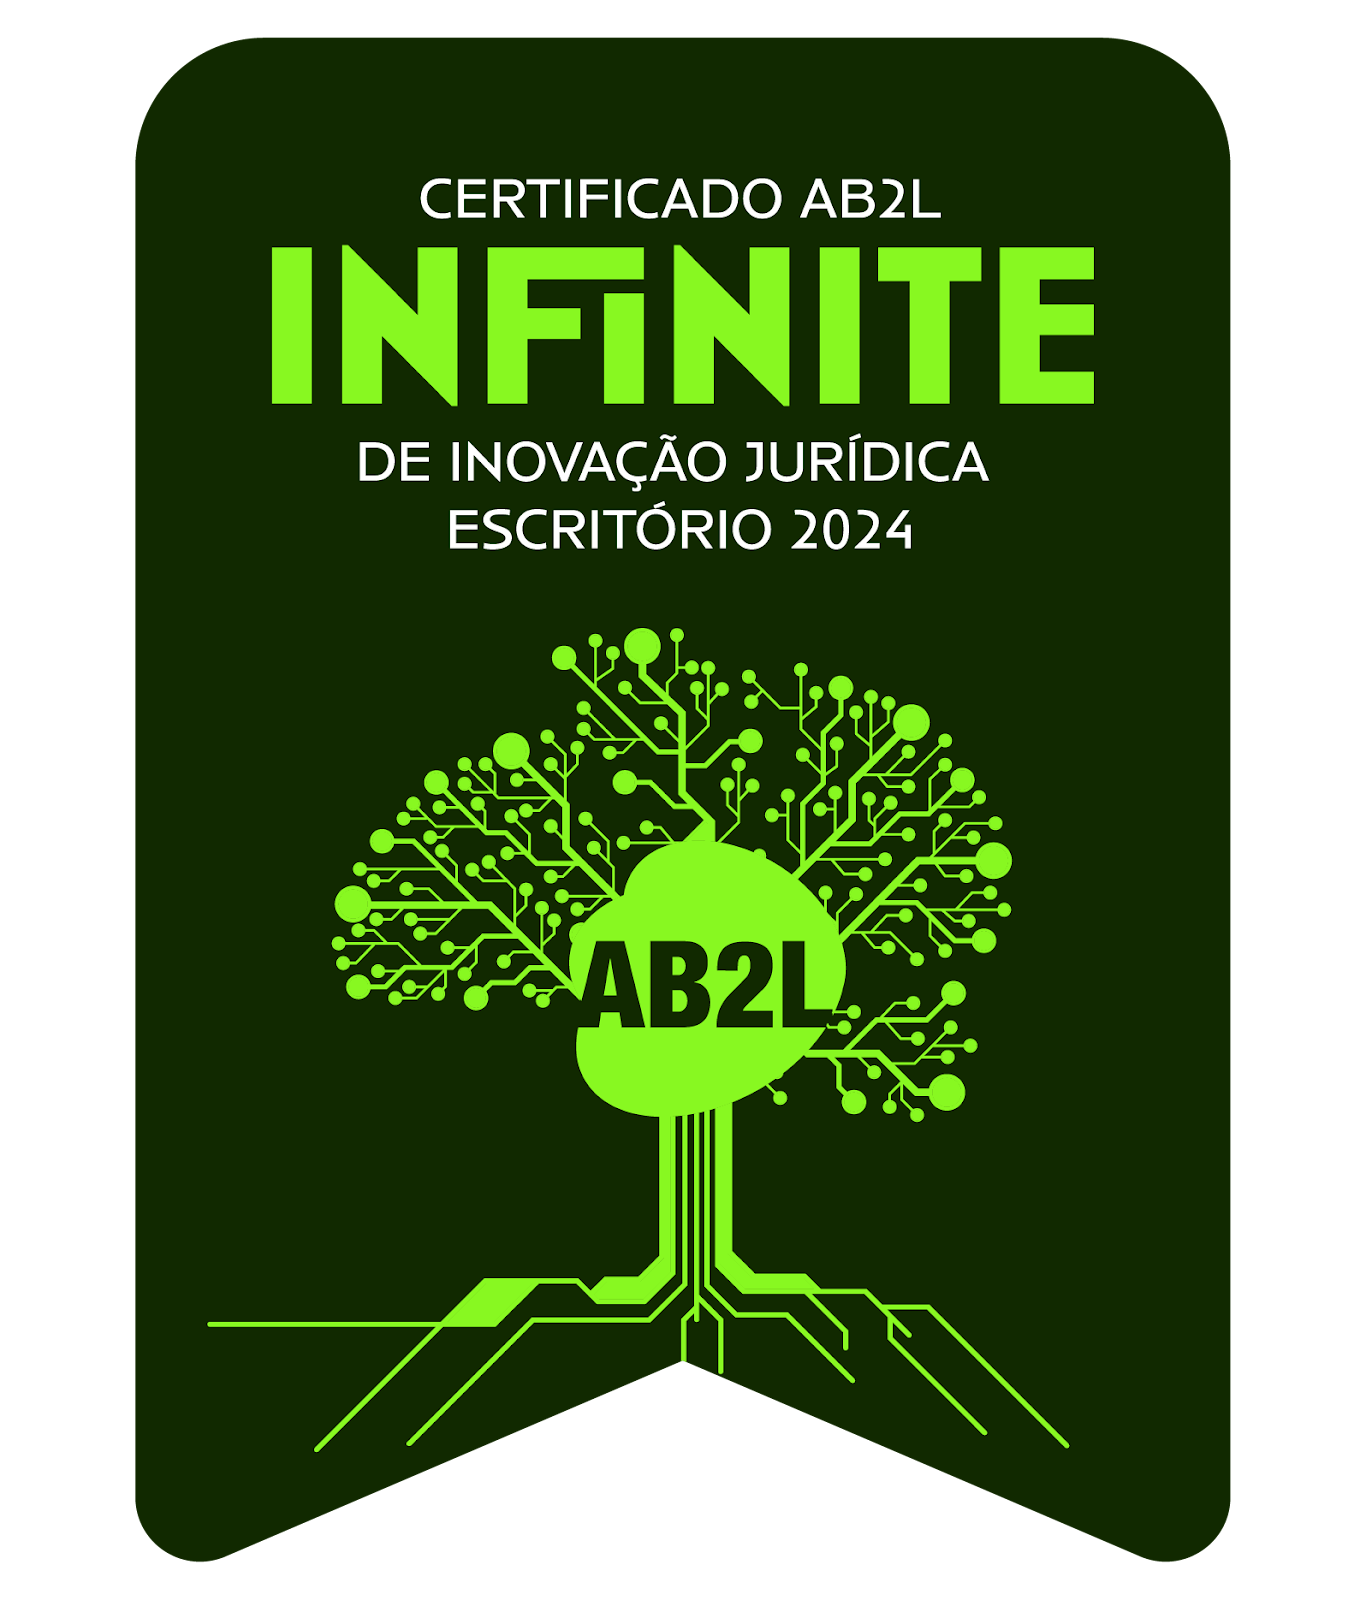 CERTIFICADO AB2L
INFINITE
DE INOVAÇÃO JURÍDICA
ESCRITÓRIO 2024
AB2L